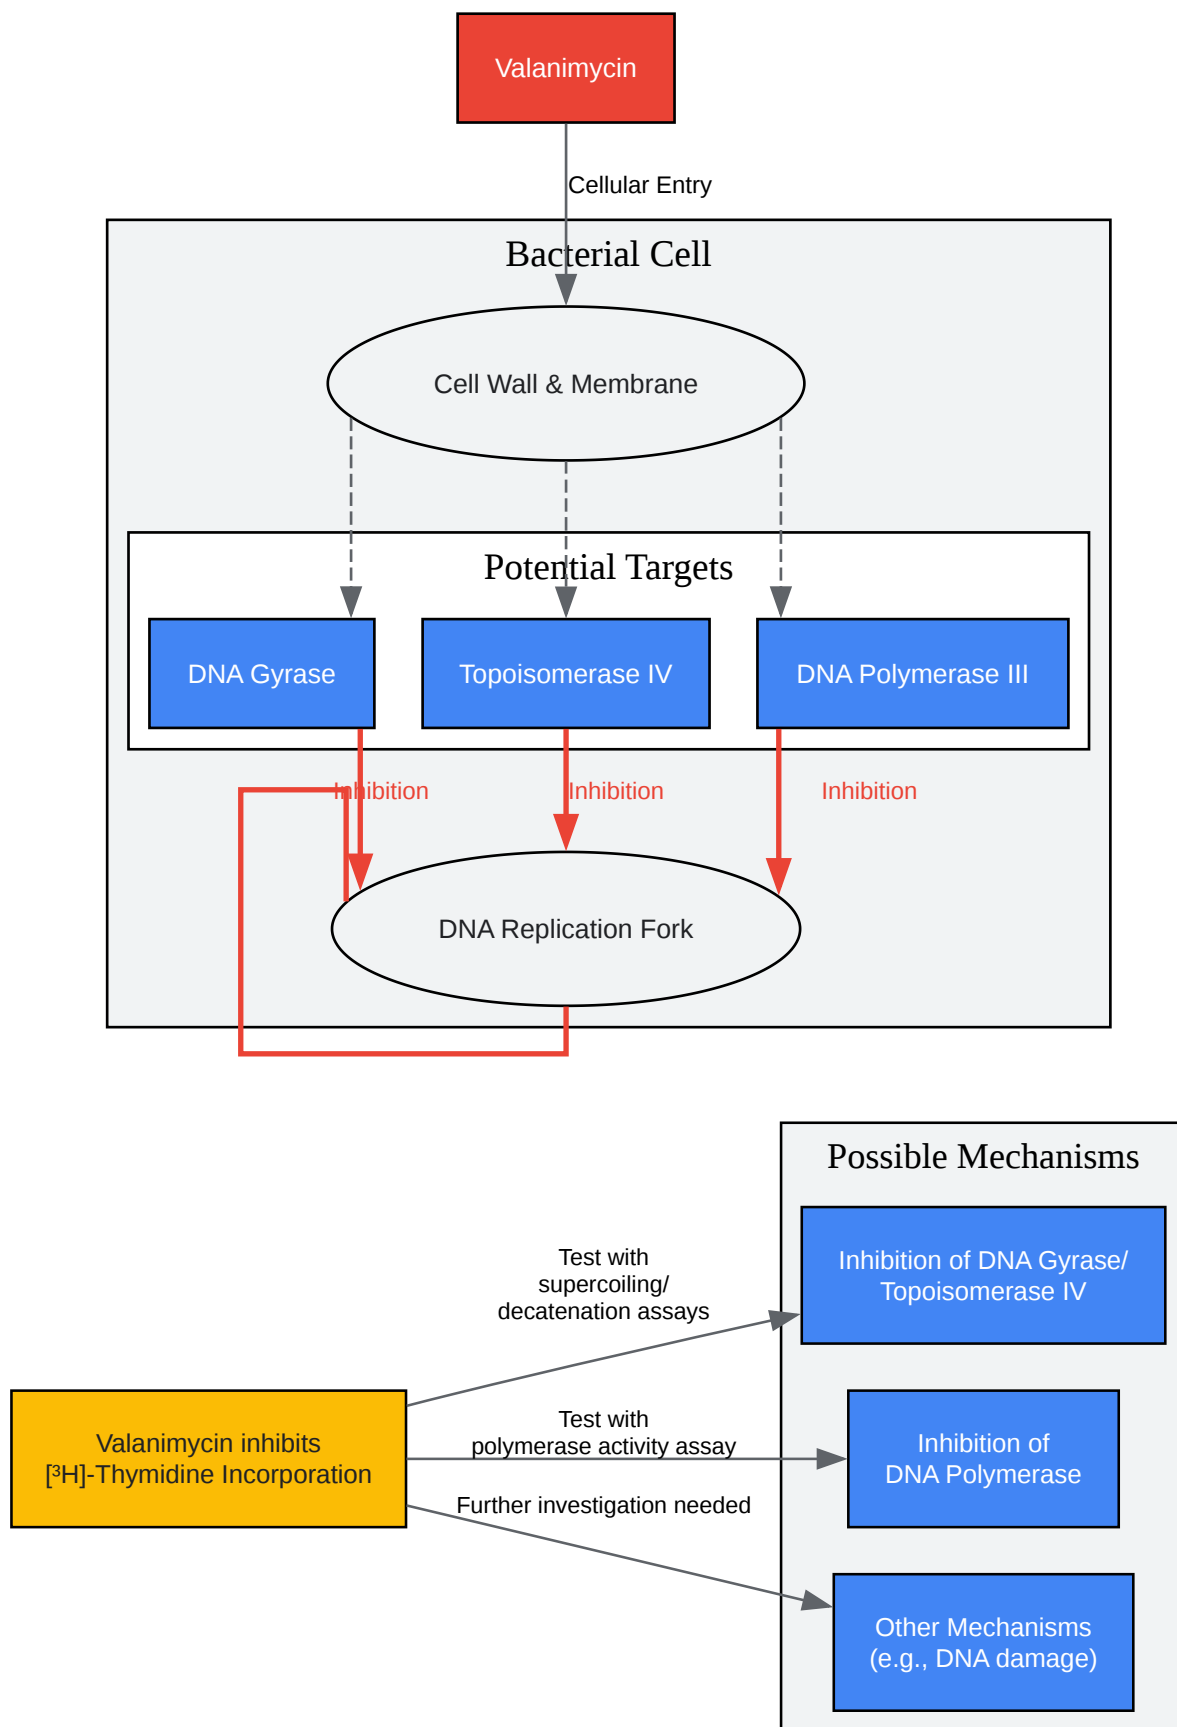 Valanimycin
Cellular Entry
Bacterial Cell
Cell Wall & Membrane
Potential Targets
DNA Gyrase
Topoisomerase IV
DNA Polymerase III
Inhibition
Inhibition
Inhibition
DNA Replication Fork
Possible Mechanisms
Test with
supercoiling/
decatenation assays
Inhibition of DNA Gyrase/
Topoisomerase IV
Valanimycin inhibits
[³H]-Thymidine Incorporation
Test with
polymerase activity assay
Inhibition of
DNA Polymerase
Further investigation needed
Other Mechanisms
(e.g., DNA damage)